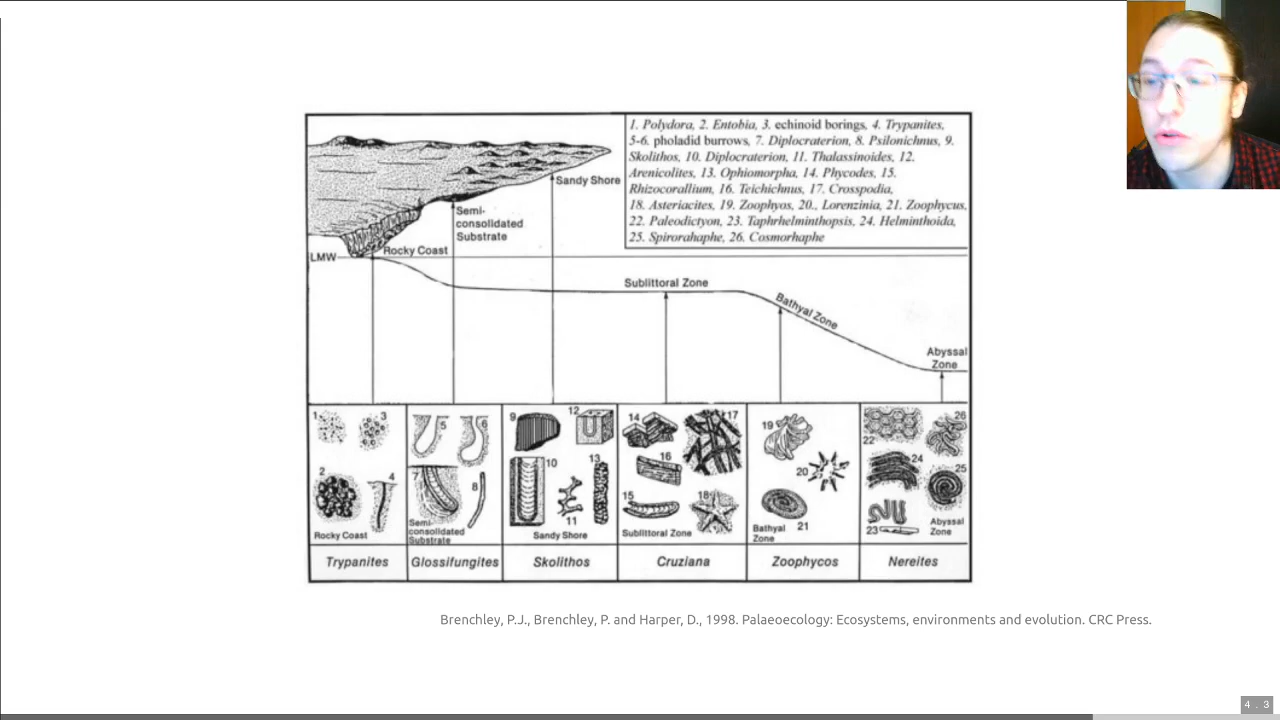 1. Polydora, 2. Entobia, 3. echinoid borings, 4. Trypanites,
5-6. pholadid burrows, 7. Diplocraterion, 8. Psilonichnus, 9.
Skolithos, 10. Diplocraterion, 11. Thalassinoides, 12.
Arenicolites, 13. Ophiomorpha, 14. Phycodes, 15.
Rhizocorallium, 16. Teichichnus, 17. Crosspodia,
18. Asteriacites, 19. Zoophyos, 20., Lorenzinia, 21. Zoophycus,
22. Paleodictyon, 23. Taphrhelminthopsis, 24. Helminthoida,
25. Spirorahaphe, 26. Cosmorhaphe
Sandy Shore
Semi-
consolidated
Substrate
Rocky Coast
LMW
Sublittoral Zone
Bathyal Zone
Abyssal
Zone
1
3
2
4
Rocky Coast
5
6
7
8
Semi-
consolidated
Substrate
9
12
10
13
11
Sandy Shore
14
17
16
15
18
Sublittoral Zone
19
20
21
Bathyal
Zone
22
26
24
25
23
Abyssal
Zone
Trypanites
Glossifungites
Skolithos
Cruziana
Zoophycos
Nereites
Brenchley, P.J., Brenchley, P. and Harper, D., 1998. Palaeoecology: Ecosystems, environments and evolution. CRC Press.
4 . 3